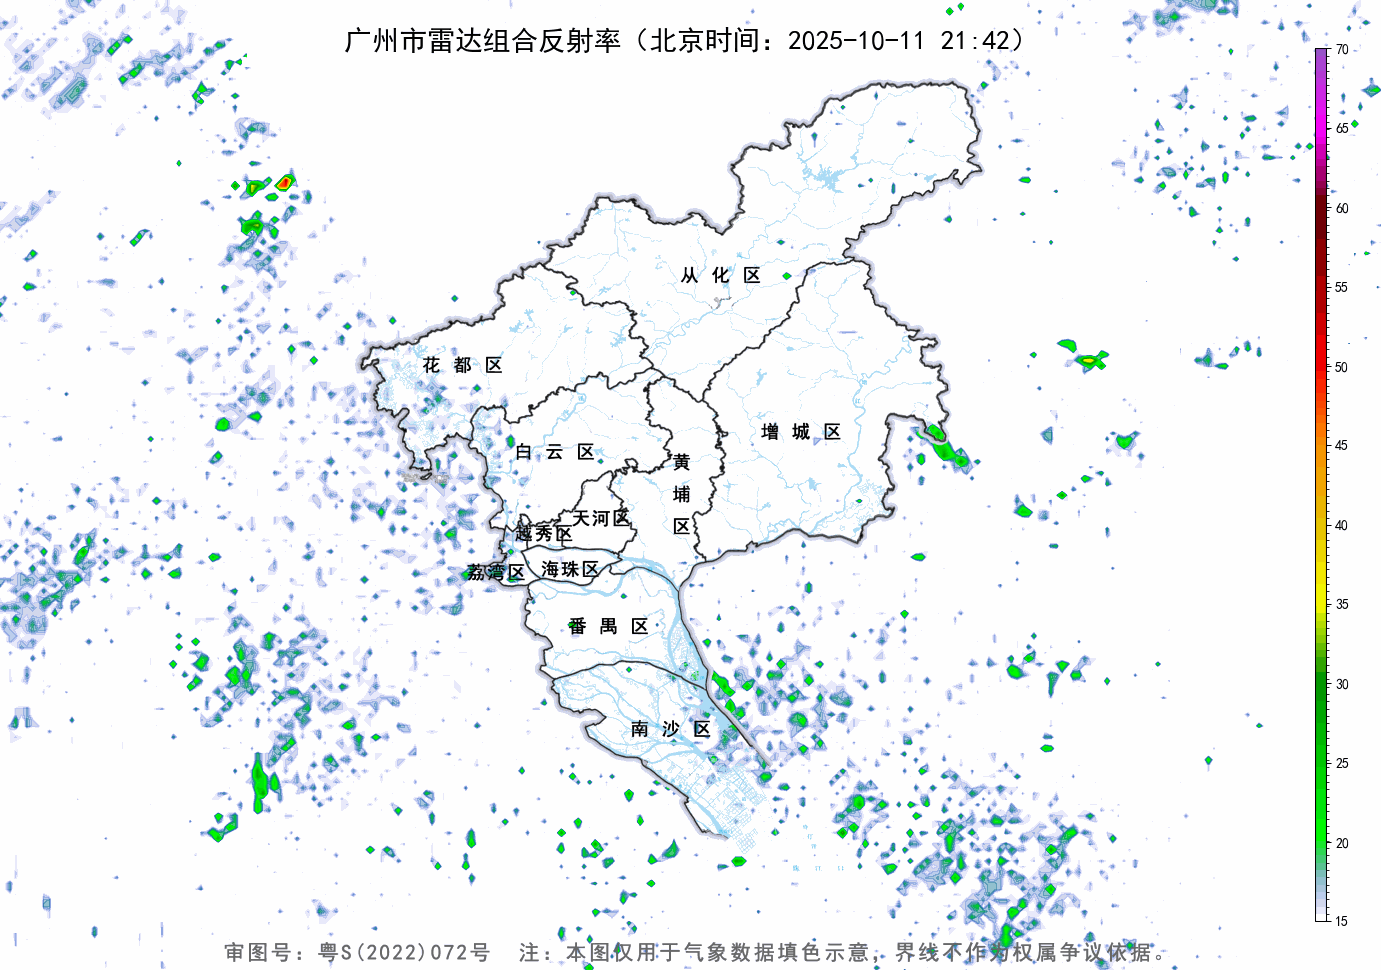 广州市雷达组合反射率（北京时间：2025-10-11 21:42）
70
65
60
55
50
45
40
35
30
25
20
15
从化区
花都区
增城区
白云区
黄埔区
天河区
越秀区
荔湾区
海珠区
番禺区
南沙区
审图号：粤S(2022)072号 注：本图仅用于气象数据填色示意，界线不作为权属争议依据。